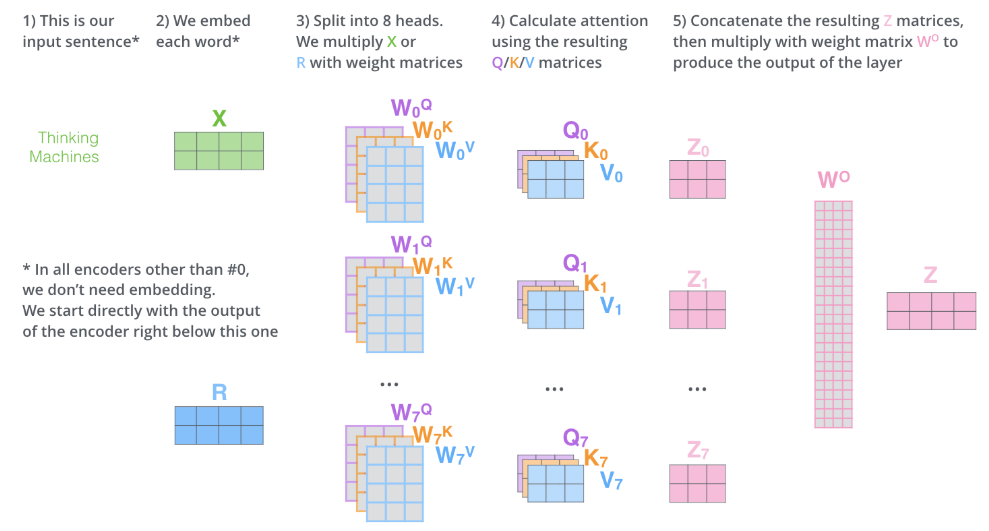 1) This is our
input sentence*
2) We embed
each word*
3) Split into 8 heads.
We multiply X or
R with weight matrices
4) Calculate attention
using the resulting
Q/K/V matrices
5) Concatenate the resulting Z matrices,
then multiply with weight matrix Wᴼ to
produce the output of the layer
Thinking
Machines
X
W₀Q
W₀K
W₀V
Q₀
K₀
V₀
Z₀
* In all encoders other than #0,
we don’t need embedding.
We start directly with the output
of the encoder right below this one
W₁Q
W₁K
W₁V
Q₁
K₁
V₁
Z₁
Wᴼ
Z
...
...
...
R
W₇Q
W₇K
W₇V
Q₇
K₇
V₇
Z₇